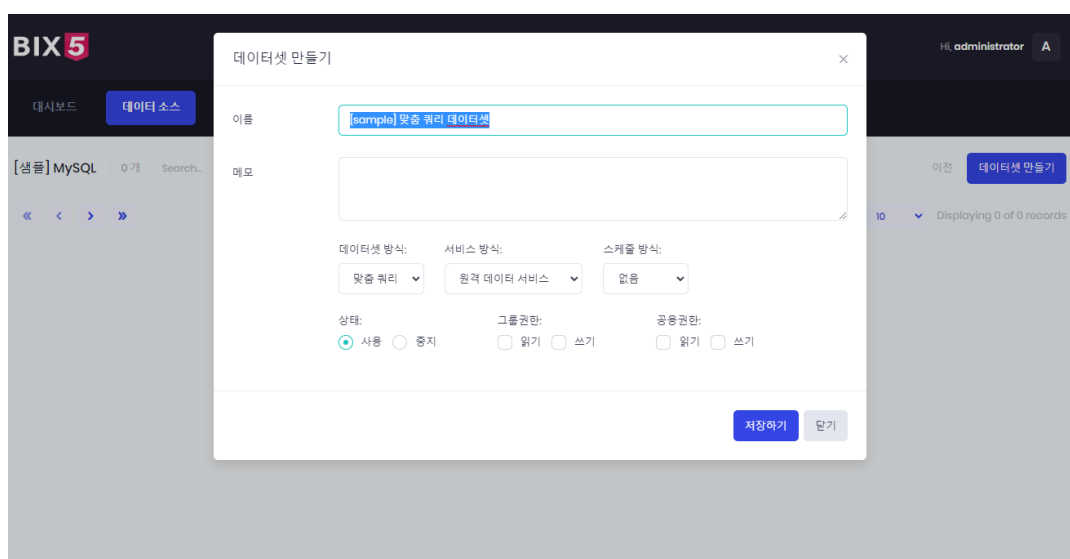 BIX 5
Hi, administrator A
대시보드 데이터 소스
[샘플] MySQL 0 개 Search... 이전 데이터셋 만들기
« < > » 10 Displaying 0 of 0 records
데이터셋 만들기 ×
이름 [sample] 맞춤 쿼리 데이터셋
메모
데이터셋 방식: 서비스 방식: 스케줄 방식:
맞춤 쿼리 원격 데이터 서비스 없음
상태: 그룹권한: 공용권한:
사용 중지 읽기 쓰기 읽기 쓰기
저장하기 닫기